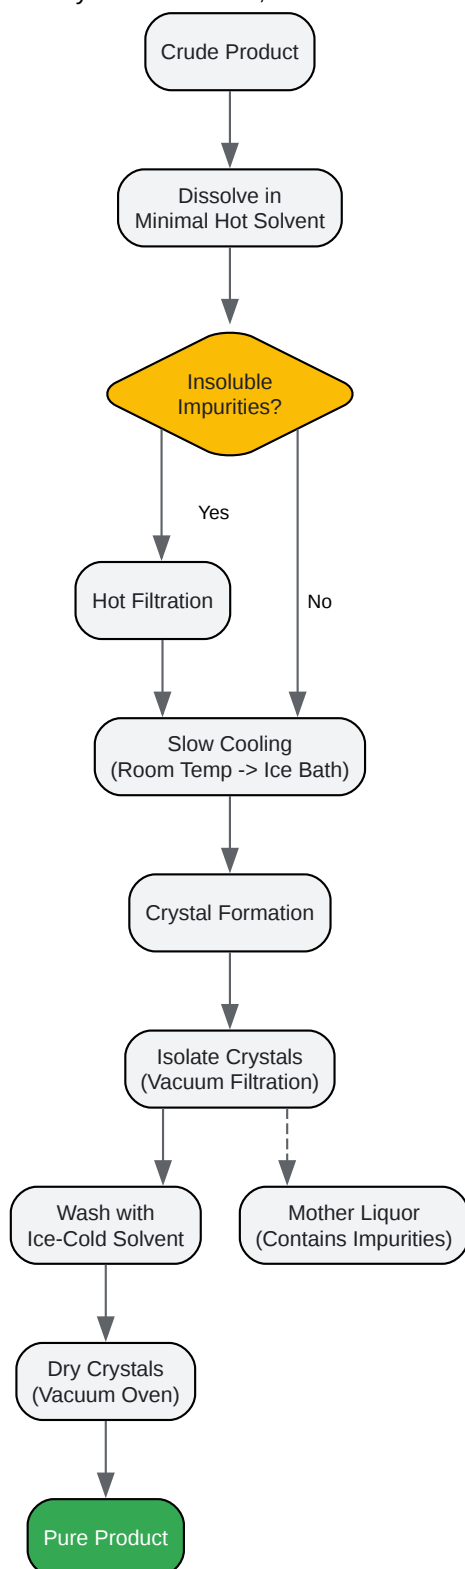 Crude Product
Dissolve in
Minimal Hot Solvent
Insoluble
Impurities?
Yes
Hot Filtration
No
Slow Cooling
(Room Temp -> Ice Bath)
Crystal Formation
Isolate Crystals
(Vacuum Filtration)
Wash with
Ice-Cold Solvent
Mother Liquor
(Contains Impurities)
Dry Crystals
(Vacuum Oven)
Pure Product